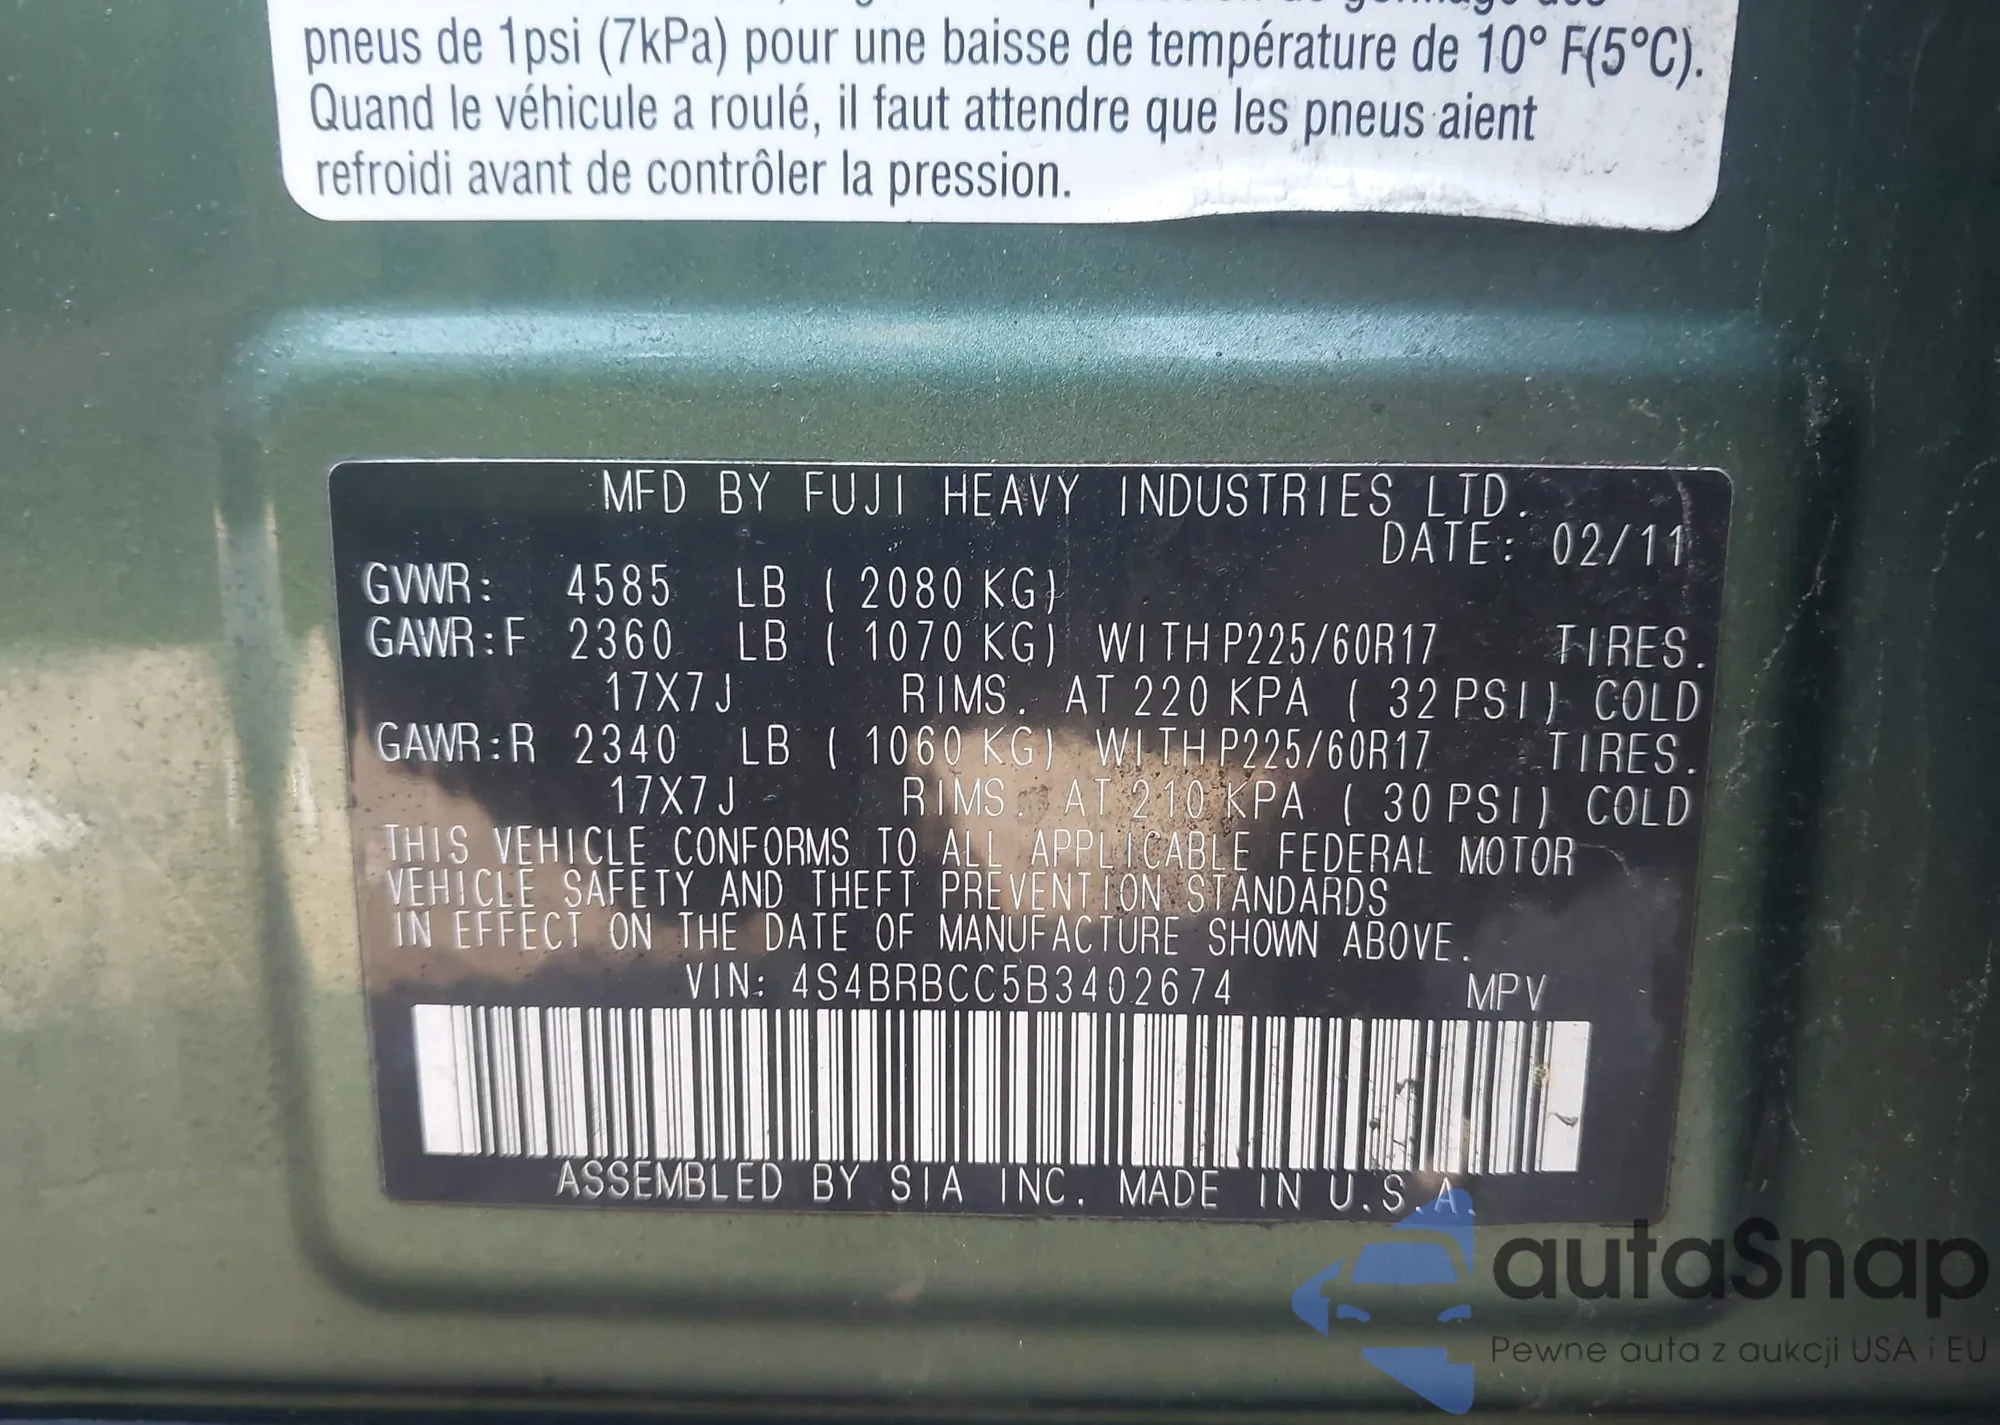 pneus de 1psi (7kPa) pour une baisse de température de 10° F(5°C).
Quand le véhicule a roulé, il faut attendre que les pneus aient
refroidi avant de contrôler la pression.
MFD BY FUJI HEAVY INDUSTRIES LTD.
DATE: 02/11
GVWR: 4585 LB ( 2080 KG)
GAWR:F 2360 LB ( 1070 KG) WITH P225/60R17 TIRES.
17X7J RIMS. AT 220 KPA ( 32 PSI) COLD
GAWR:R 2340 LB ( 1060 KG) WITH P225/60R17 TIRES.
17X7J RIMS. AT 210 KPA ( 30 PSI) COLD
THIS VEHICLE CONFORMS TO ALL APPLICABLE FEDERAL MOTOR
VEHICLE SAFETY AND THEFT PREVENTION STANDARDS
IN EFFECT ON THE DATE OF MANUFACTURE SHOWN ABOVE.
VIN: 4S4BRBCC5B3402674 MPV
ASSEMBLED BY SIA INC. MADE IN U.S.A.
autaSnap
Pewne auta z aukcji USA i EU